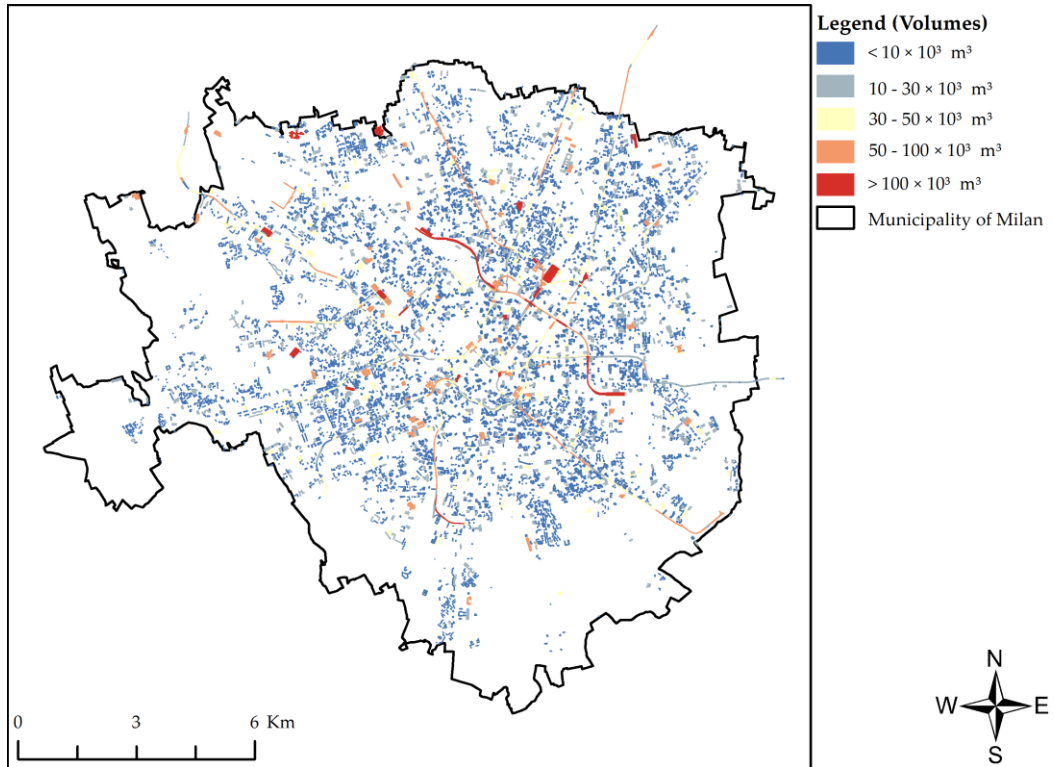 Legend (Volumes)
< 10 × 10³ m³
10 - 30 × 10³ m³
30 - 50 × 10³ m³
50 - 100 × 10³ m³
> 100 × 10³ m³
Municipality of Milan
0 3 6 Km
N
W E
S